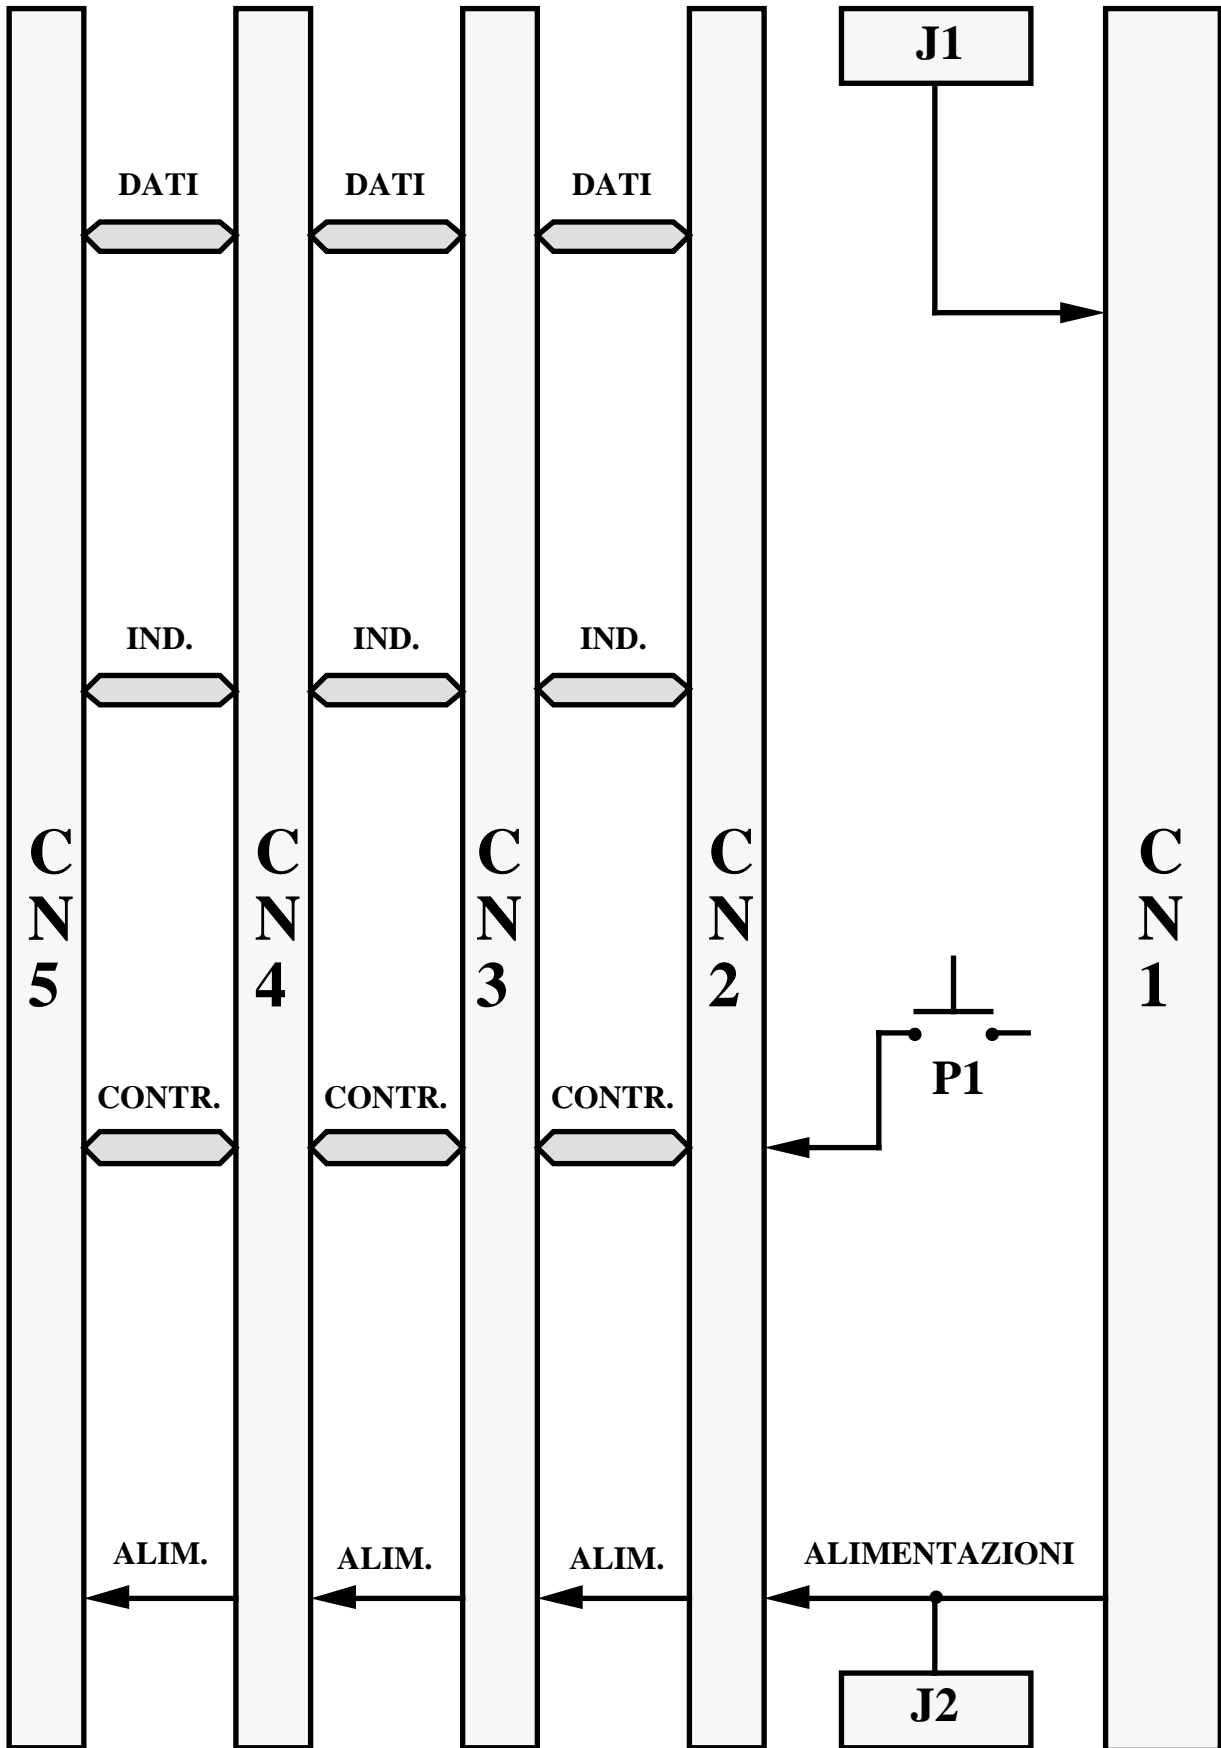 J1
DATI DATI DATI
IND. IND. IND.
C C C C C
N N N N N
5 4 3 2 1
P1
CONTR. CONTR. CONTR.
ALIM. ALIM. ALIM. ALIMENTAZIONI
J2